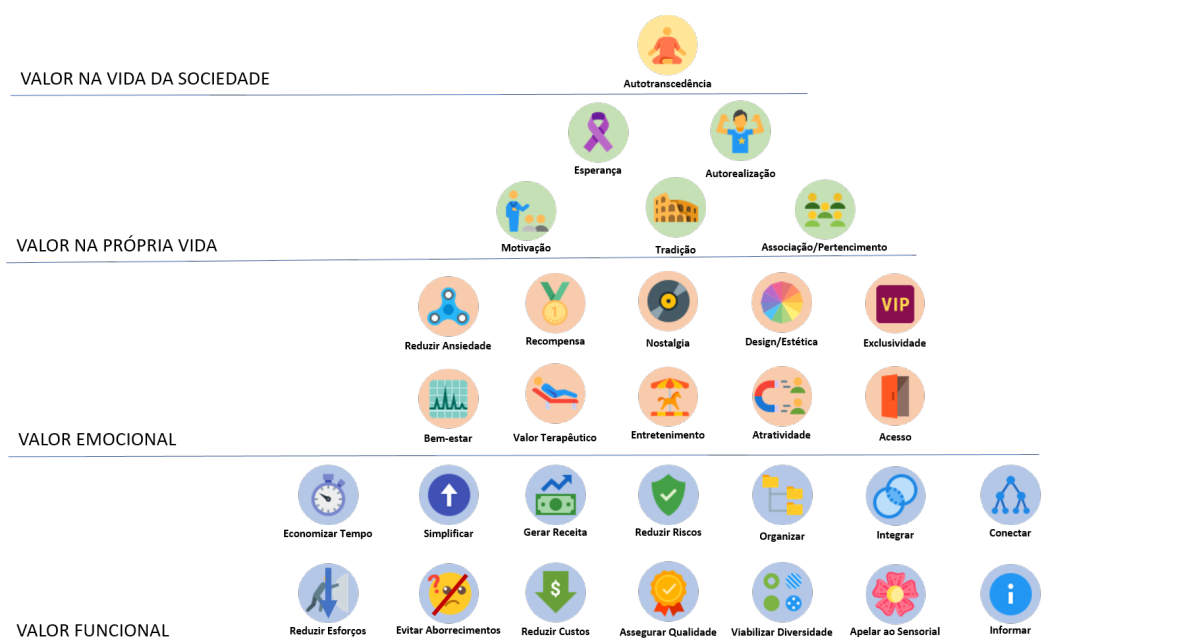 Autotranscedência
VALOR NA VIDA DA SOCIEDADE
Esperança
Autorealização
Motivação
Tradição
Associação/Pertencimento
VALOR NA PRÓPRIA VIDA
Reduzir Ansiedade
1
Recompensa
Nostalgia
Design/Estética
VIP
Exclusividade
Bem-estar
Valor Terapêutico
Entretenimento
Atratividade
Acesso
VALOR EMOCIONAL
Economizar Tempo
Simplificar
Gerar Receita
Reduzir Riscos
Organizar
Integrar
Conectar
?
$
i
Reduzir Esforços
Evitar Aborrecimentos
Reduzir Custos
Assegurar Qualidade
Viabilizar Diversidade
Apelar ao Sensorial
Informar
VALOR FUNCIONAL